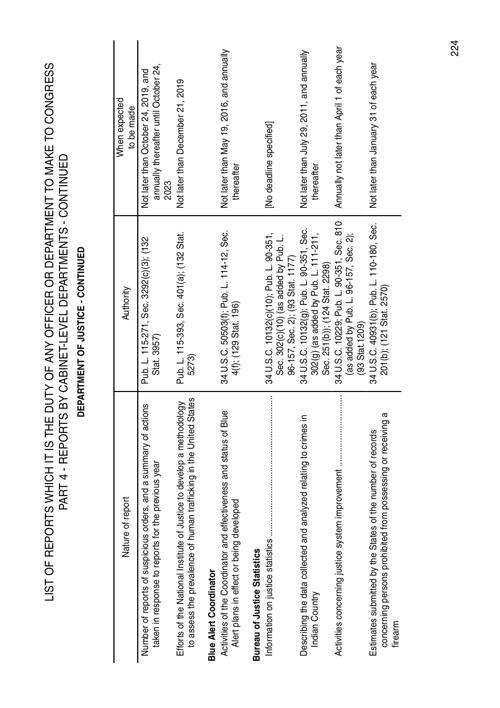 LIST OF REPORTS WHICH IT IS THE DUTY OF ANY OFFICER OR DEPARTMENT TO MAKE TO CONGRESS
PART 4 - REPORTS BY CABINET-LEVEL DEPARTMENTS - CONTINUED
DEPARTMENT OF JUSTICE - CONTINUED
Nature of report
Authority
When expected
to be made
Number of reports of suspicious orders, and a summary of actions
taken in response to reports for the previous year
Pub. L. 115-271, Sec. 3292(c)(3); (132
Stat. 3957)
Not later than October 24, 2019, and
annually thereafter until October 24,
2023
Efforts of the National Institute of Justice to develop a methodology
to assess the prevalence of human trafficking in the United States
Pub. L. 115-393, Sec. 401(a); (132 Stat.
5273)
Not later than December 21, 2019
Blue Alert Coordinator
Activities of the Coordinator and effectiveness and status of Blue
Alert plans in effect or being developed
34 U.S.C. 50503(f); Pub. L. 114-12, Sec.
4(f); (129 Stat. 196)
Not later than May 19, 2016, and annually
thereafter
Bureau of Justice Statistics
Information on justice statistics
34 U.S.C. 10132(c)(10); Pub. L. 90-351,
Sec. 302(c)(10) (as added by Pub. L.
96-157, Sec. 2); (93 Stat. 1177)
[No deadline specified]
Describing the data collected and analyzed relating to crimes in
Indian Country
34 U.S.C. 10132(g); Pub. L. 90-351, Sec.
302(g) (as added by Pub. L. 111-211,
Sec. 251(b)); (124 Stat. 2298)
Not later than July 29, 2011, and annually
thereafter
Activities concerning justice system improvement
34 U.S.C. 10229; Pub. L. 90-351, Sec. 810
(as added by Pub. L. 96-157, Sec. 2);
(93 Stat.1209)
Annually not later than April 1 of each year
Estimates submitted by the States of the number of records
concerning persons prohibited from possessing or receiving a
firearm
34 U.S.C. 40931(b); Pub. L. 110-180, Sec.
201(b); (121 Stat. 2570)
Not later than January 31 of each year
224